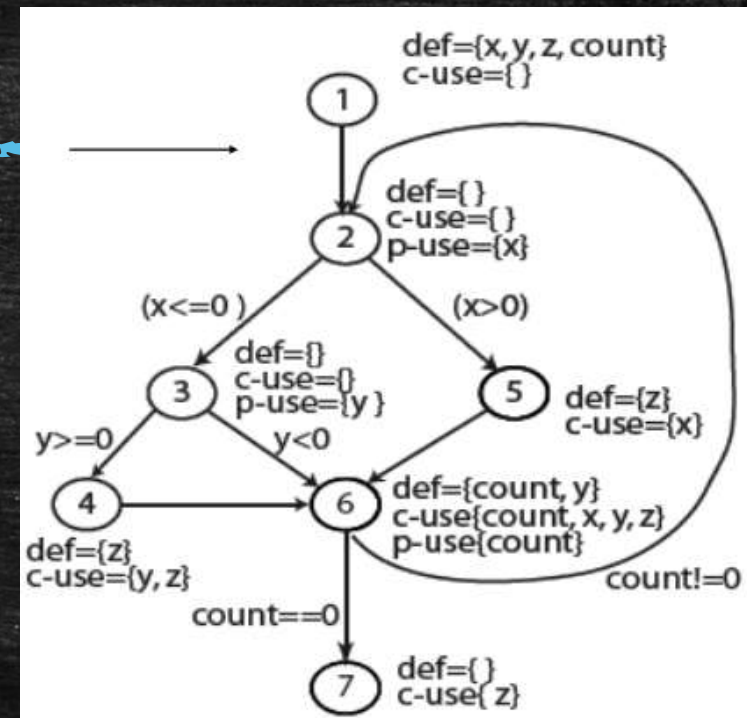 def={x,y,z,count}
c-use={ }
1
def={ }
c-use={ }
p-use={x}
2
(x<=0 )
(x>0)
def={}
c-use={}
p-use={y }
3
5
def={z}
c-use={x}
y>=0
y<0
4
6
def={count,y}
c-use{count,x,y,z}
p-use{count}
def={z}
c-use={y,z}
count!=0
count==0
7
def={ }
c-use{ z}